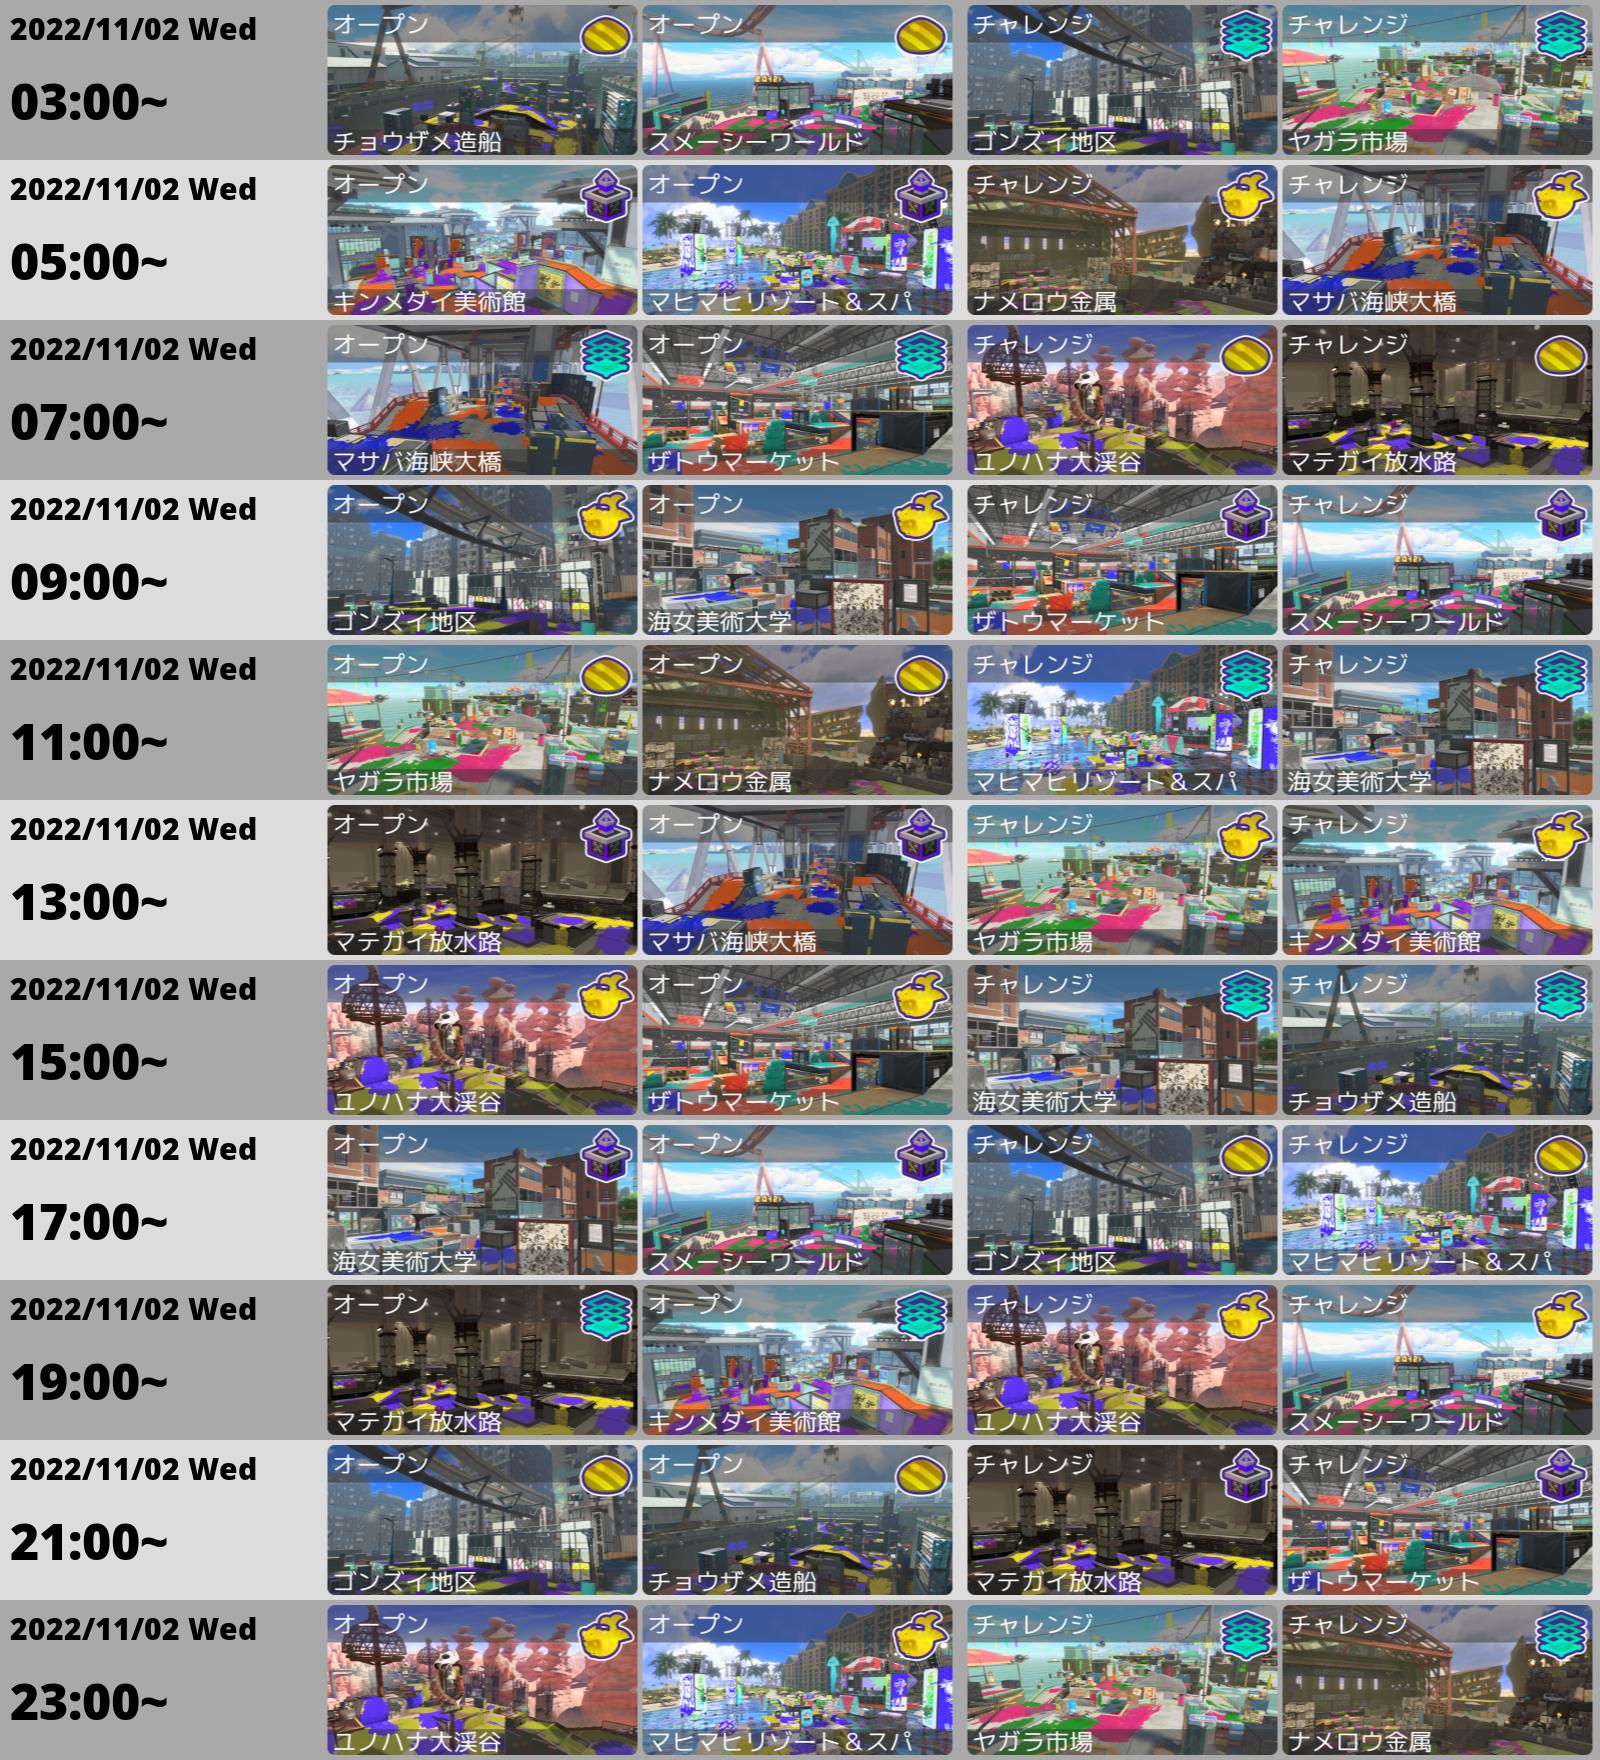 2022/11/02 Wed
03:00~
オープン
チョウザメ造船
オープン
スメーシーワールド
チャレンジ
ゴンズイ地区
チャレンジ
ヤガラ市場
2022/11/02 Wed
05:00~
オープン
キンメダイ美術館
オープン
マヒマヒリゾート&スパ
チャレンジ
ナメロウ金属
チャレンジ
マサバ海峡大橋
2022/11/02 Wed
07:00~
オープン
マサバ海峡大橋
オープン
ザトウマーケット
チャレンジ
ユノハナ大渓谷
チャレンジ
マテガイ放水路
2022/11/02 Wed
09:00~
オープン
ゴンズイ地区
オープン
海女美術大学
チャレンジ
ザトウマーケット
チャレンジ
スメーシーワールド
2022/11/02 Wed
11:00~
オープン
ヤガラ市場
オープン
ナメロウ金属
チャレンジ
マヒマヒリゾート&スパ
チャレンジ
海女美術大学
2022/11/02 Wed
13:00~
オープン
マテガイ放水路
オープン
マサバ海峡大橋
チャレンジ
ヤガラ市場
チャレンジ
キンメダイ美術館
2022/11/02 Wed
15:00~
オープン
ユノハナ大渓谷
オープン
ザトウマーケット
チャレンジ
海女美術大学
チャレンジ
チョウザメ造船
2022/11/02 Wed
17:00~
オープン
海女美術大学
オープン
スメーシーワールド
チャレンジ
ゴンズイ地区
チャレンジ
マヒマヒリゾート&スパ
2022/11/02 Wed
19:00~
オープン
マテガイ放水路
オープン
キンメダイ美術館
チャレンジ
ユノハナ大渓谷
チャレンジ
スメーシーワールド
2022/11/02 Wed
21:00~
オープン
ゴンズイ地区
オープン
チョウザメ造船
チャレンジ
マテガイ放水路
チャレンジ
ザトウマーケット
2022/11/02 Wed
23:00~
オープン
ユノハナ大渓谷
オープン
マヒマヒリゾート&スパ
チャレンジ
ヤガラ市場
チャレンジ
ナメロウ金属